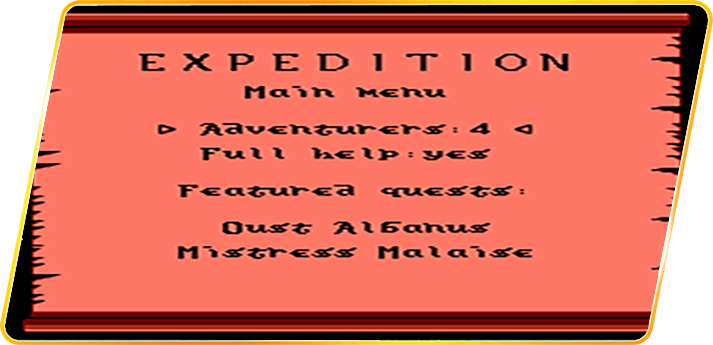 EXPEDITION
Main menu
▷ Adventurers:4 ◁
Full help:yes
Featured quests:
Oust Albanus
Mistress Malaise